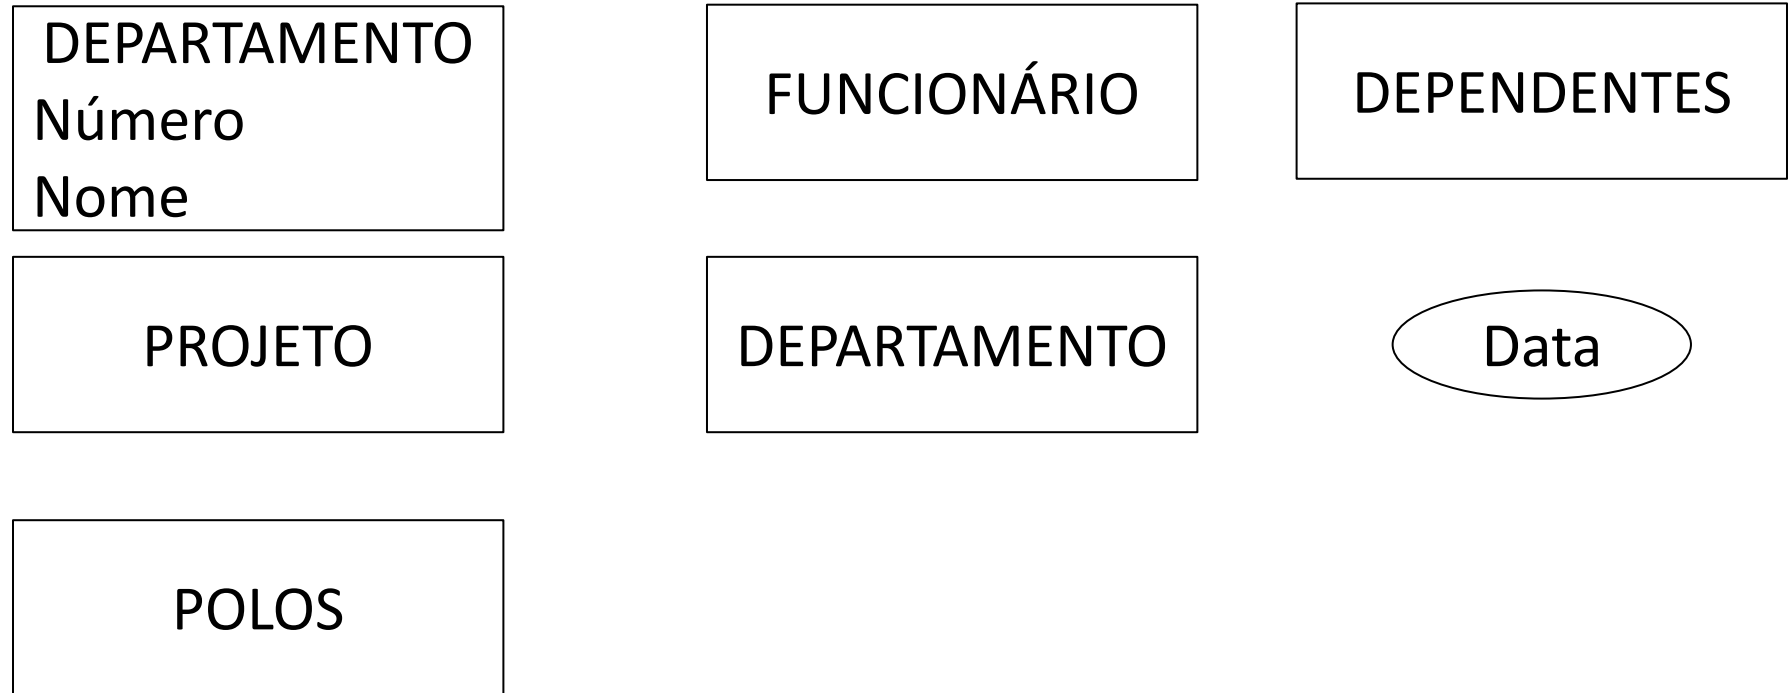 DEPARTAMENTO
Número
Nome
FUNCIONÁRIO
DEPENDENTES
PROJETO
DEPARTAMENTO
Data
POLOS